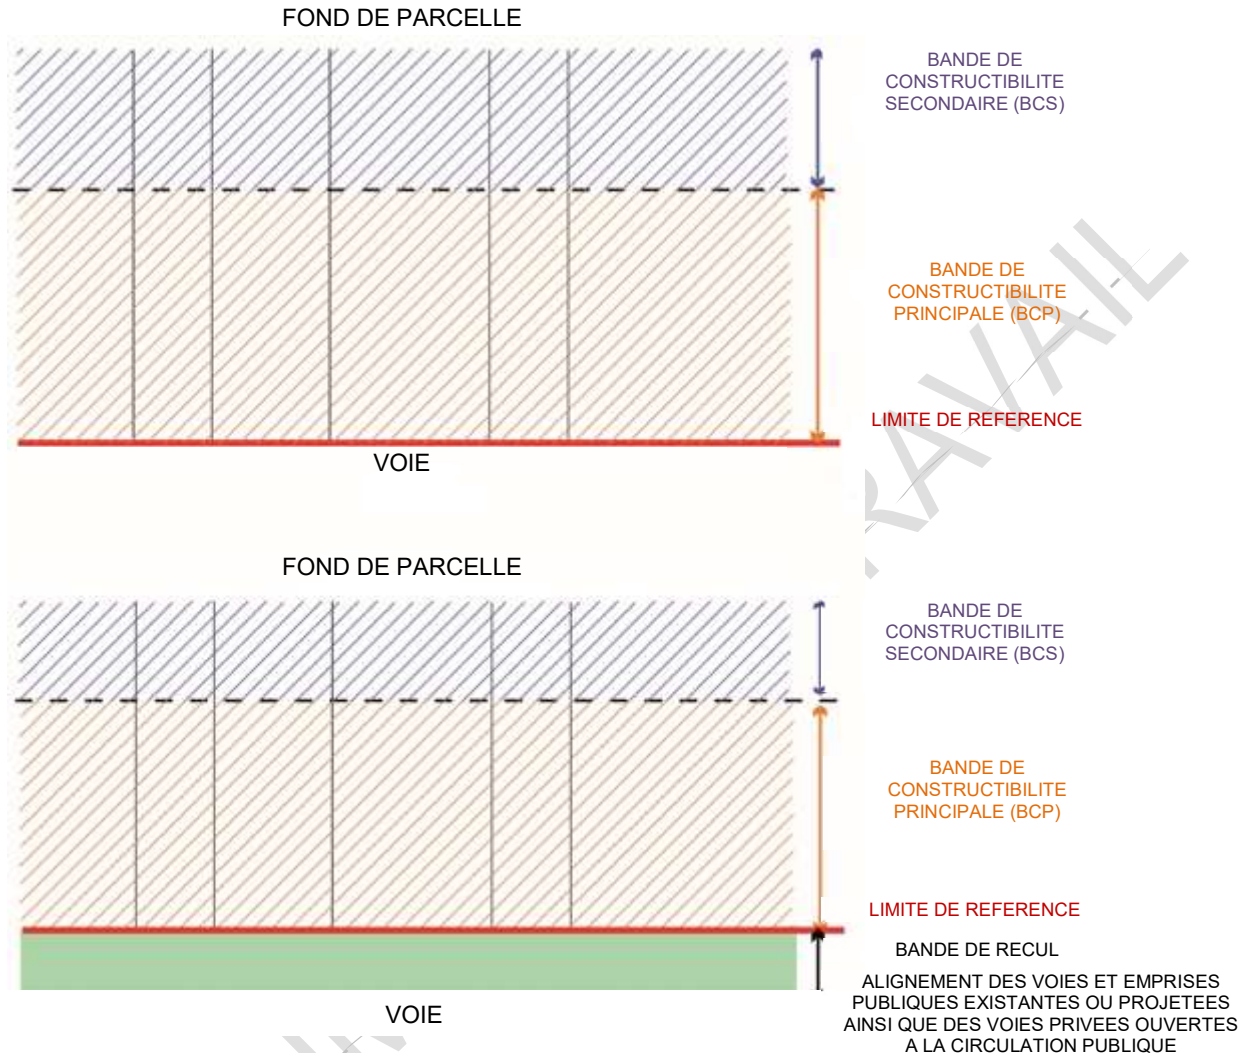 FOND DE PARCELLE
BANDE DE
CONSTRUCTIBILITE
SECONDAIRE (BCS)
BANDE DE
CONSTRUCTIBILITE
PRINCIPALE (BCP)
LIMITE DE REFERENCE
VOIE
FOND DE PARCELLE
BANDE DE
CONSTRUCTIBILITE
SECONDAIRE (BCS)
BANDE DE
CONSTRUCTIBILITE
PRINCIPALE (BCP)
LIMITE DE REFERENCE
BANDE DE RECUL
ALIGNEMENT DES VOIES ET EMPRISES
PUBLIQUES EXISTANTES OU PROJETEES
AINSI QUE DES VOIES PRIVEES OUVERTES
A LA CIRCULATION PUBLIQUE
VOIE